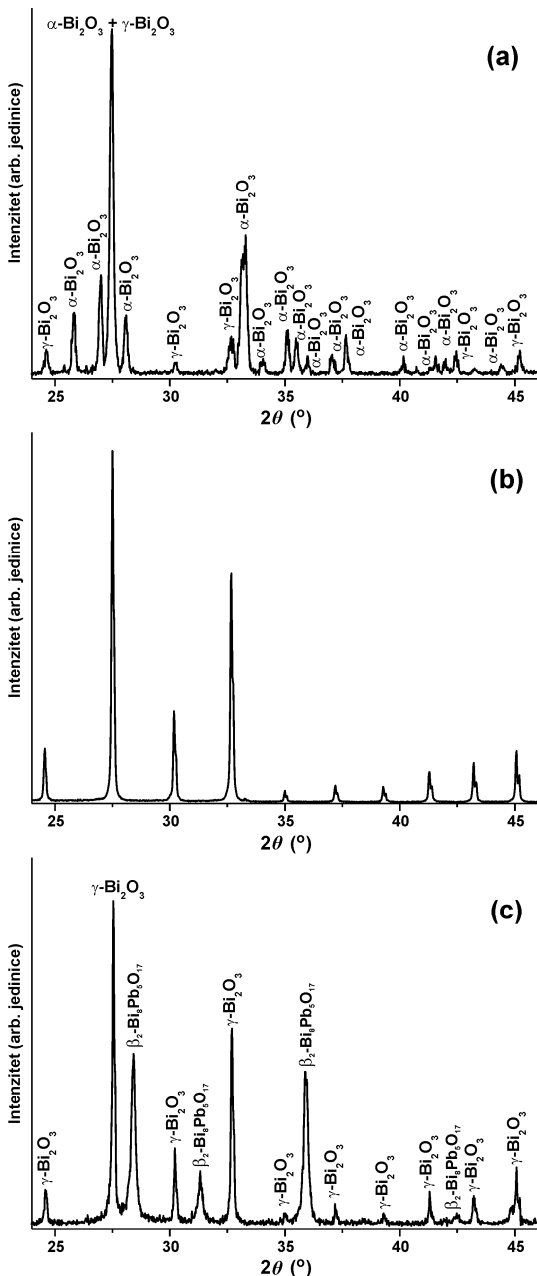 α-Bi₂O₃ + γ-Bi₂O₃
(a)
Intenzitet (arb. jedinice)
γ-Bi₂O₃
α-Bi₂O₃
α-Bi₂O₃
α-Bi₂O₃
γ-Bi₂O₃
γ-Bi₂O₃
α-Bi₂O₃
α-Bi₂O₃
α-Bi₂O₃
α-Bi₂O₃
α-Bi₂O₃
α-Bi₂O₃
α-Bi₂O₃
α-Bi₂O₃
α-Bi₂O₃
α-Bi₂O₃
γ-Bi₂O₃
α-Bi₂O₃
γ-Bi₂O₃
25 30 35 40 45
2θ (°)
(b)
Intenzitet (arb. jedinice)
25 30 35 40 45
2θ (°)
(c)
Intenzitet (arb. jedinice)
γ-Bi₂O₃
γ-Bi₂O₃
β₂-Bi₈Pb₅O₁₇
γ-Bi₂O₃
β₂-Bi₈Pb₅O₁₇
γ-Bi₂O₃
γ-Bi₂O₃
β₂-Bi₈Pb₅O₁₇
γ-Bi₂O₃
γ-Bi₂O₃
γ-Bi₂O₃
β₂-Bi₈Pb₅O₁₇
γ-Bi₂O₃
γ-Bi₂O₃
25 30 35 40 45
2θ (°)